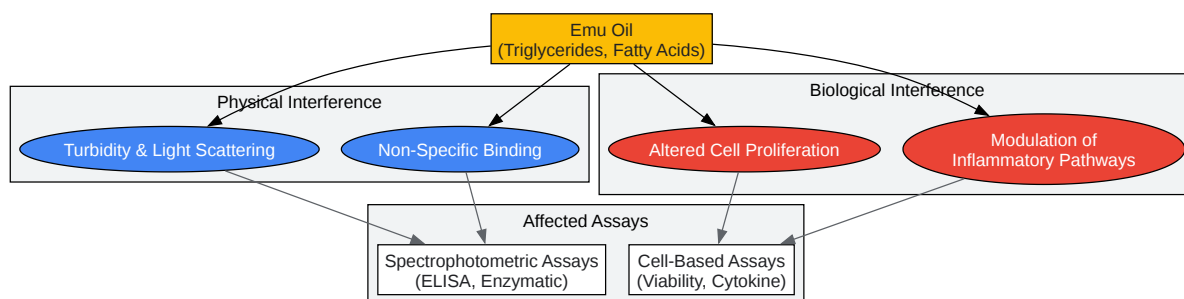 Emu Oil
(Triglycerides, Fatty Acids)
Physical Interference
Biological Interference
Turbidity & Light Scattering
Non-Specific Binding
Altered Cell Proliferation
Modulation of
Inflammatory Pathways
Affected Assays
Spectrophotometric Assays
(ELISA, Enzymatic)
Cell-Based Assays
(Viability, Cytokine)